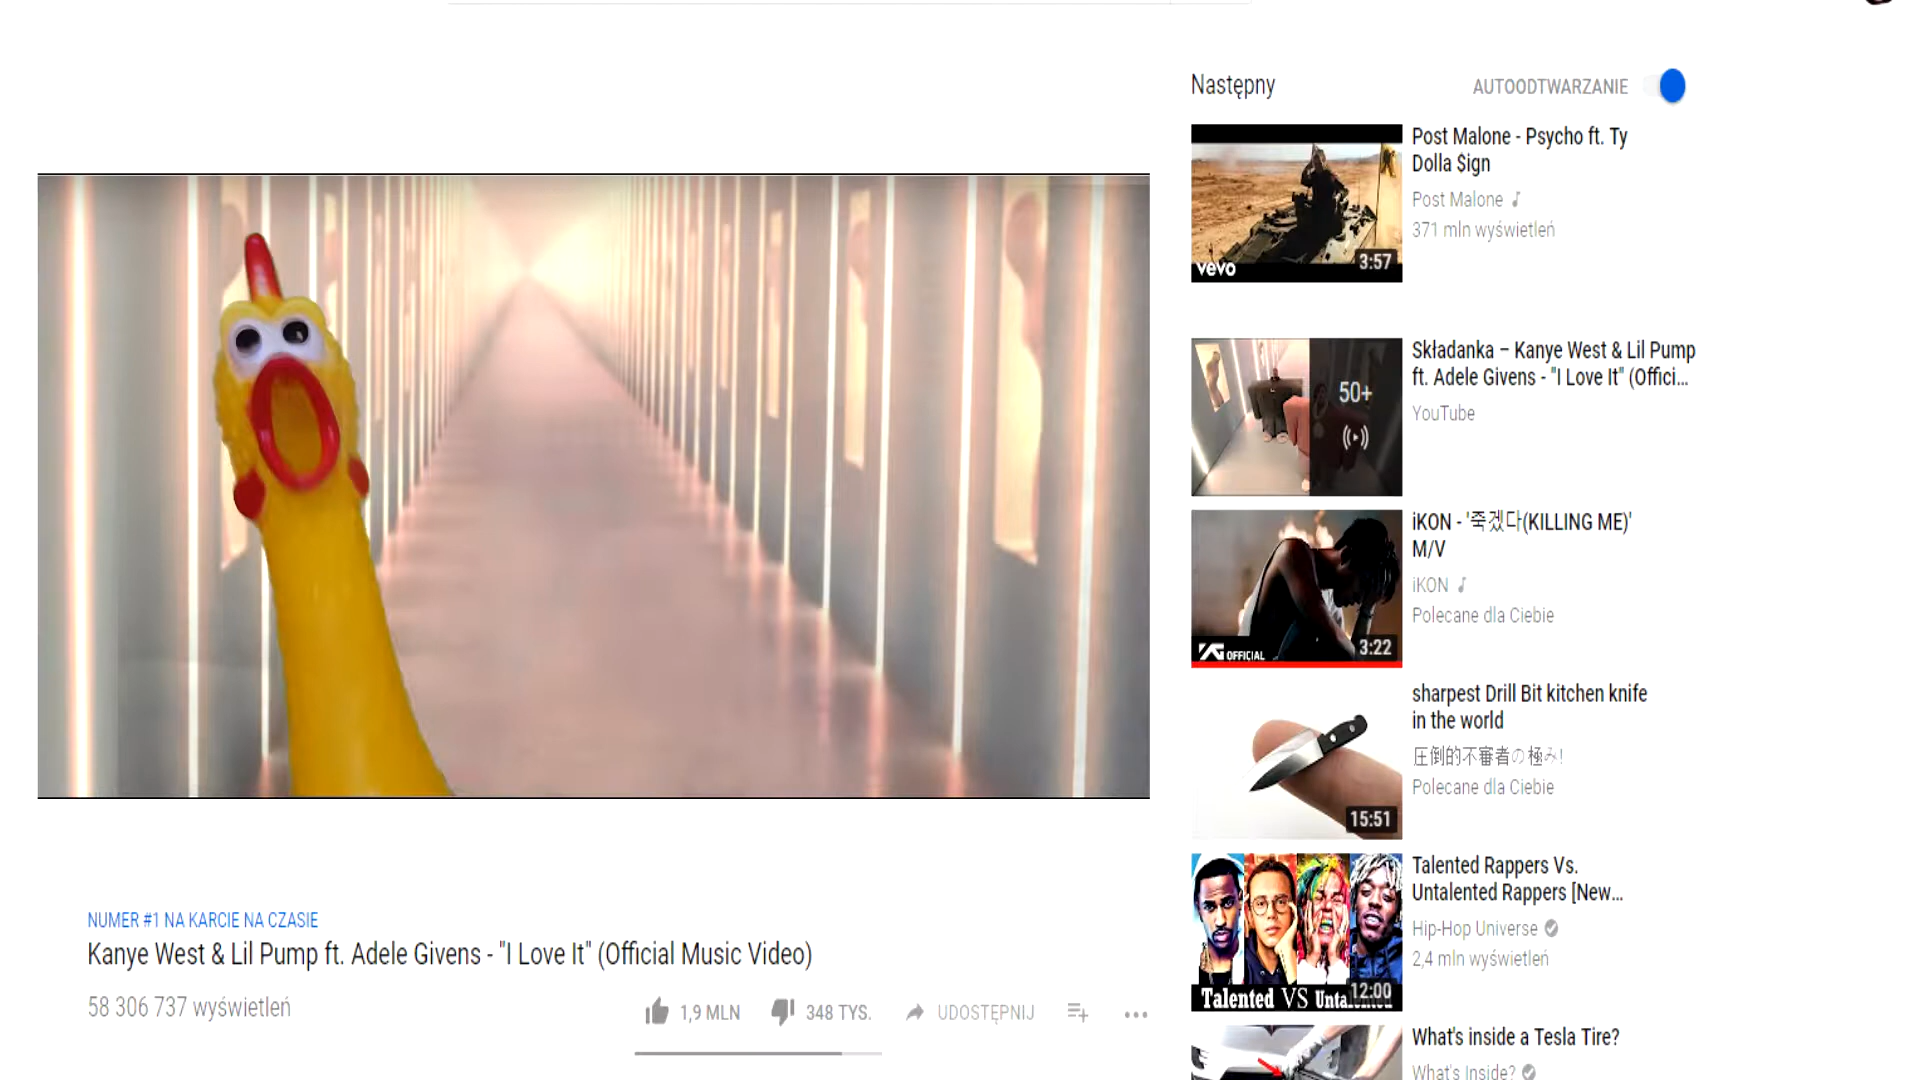 Następny
AUTOODTWARZANIE
Post Malone - Psycho ft. Ty
Dolla $ign
Post Malone
371 mln wyświetleń
vevo
3:57
Składanka – Kanye West & Lil Pump
ft. Adele Givens - "I Love It" (Offici...
YouTube
50+
iKON - '죽겠다(KILLING ME)'
M/V
iKON
Polecane dla Ciebie
YG OFFICIAL
3:22
sharpest Drill Bit kitchen knife
in the world
圧倒的不審者の極み!
Polecane dla Ciebie
15:51
Talented Rappers Vs.
Untalented Rappers [New...
Hip-Hop Universe
2,4 mln wyświetleń
Talented VS Untalented
12:00
What's inside a Tesla Tire?
What's Inside?
NUMER #1 NA KARCIE NA CZASIE
Kanye West & Lil Pump ft. Adele Givens - "I Love It" (Official Music Video)
58 306 737 wyświetleń
1,9 MLN
348 TYS.
UDOSTĘPNIJ